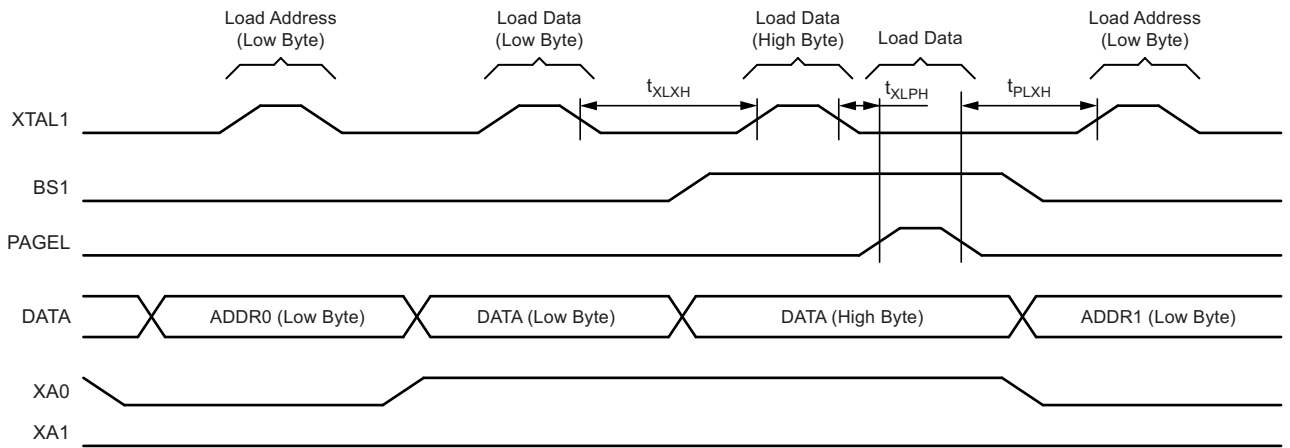 Load Address
(Low Byte)
Load Data
(Low Byte)
Load Data
(High Byte)
Load Data
Load Address
(Low Byte)
tXLXH
tXLPH
tPLXH
XTAL1
BS1
PAGEL
DATA
ADDR0 (Low Byte)
DATA (Low Byte)
DATA (High Byte)
ADDR1 (Low Byte)
XA0
XA1